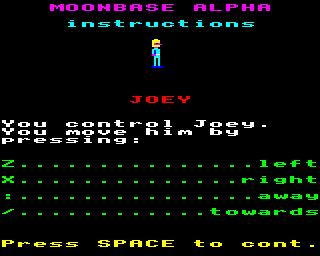 MOONBASE ALPHA
instructions
JOEY
You control Joey.
You move him by
pressing:
Z...............left
X..............right
:...............away
/............towards
Press SPACE to cont.